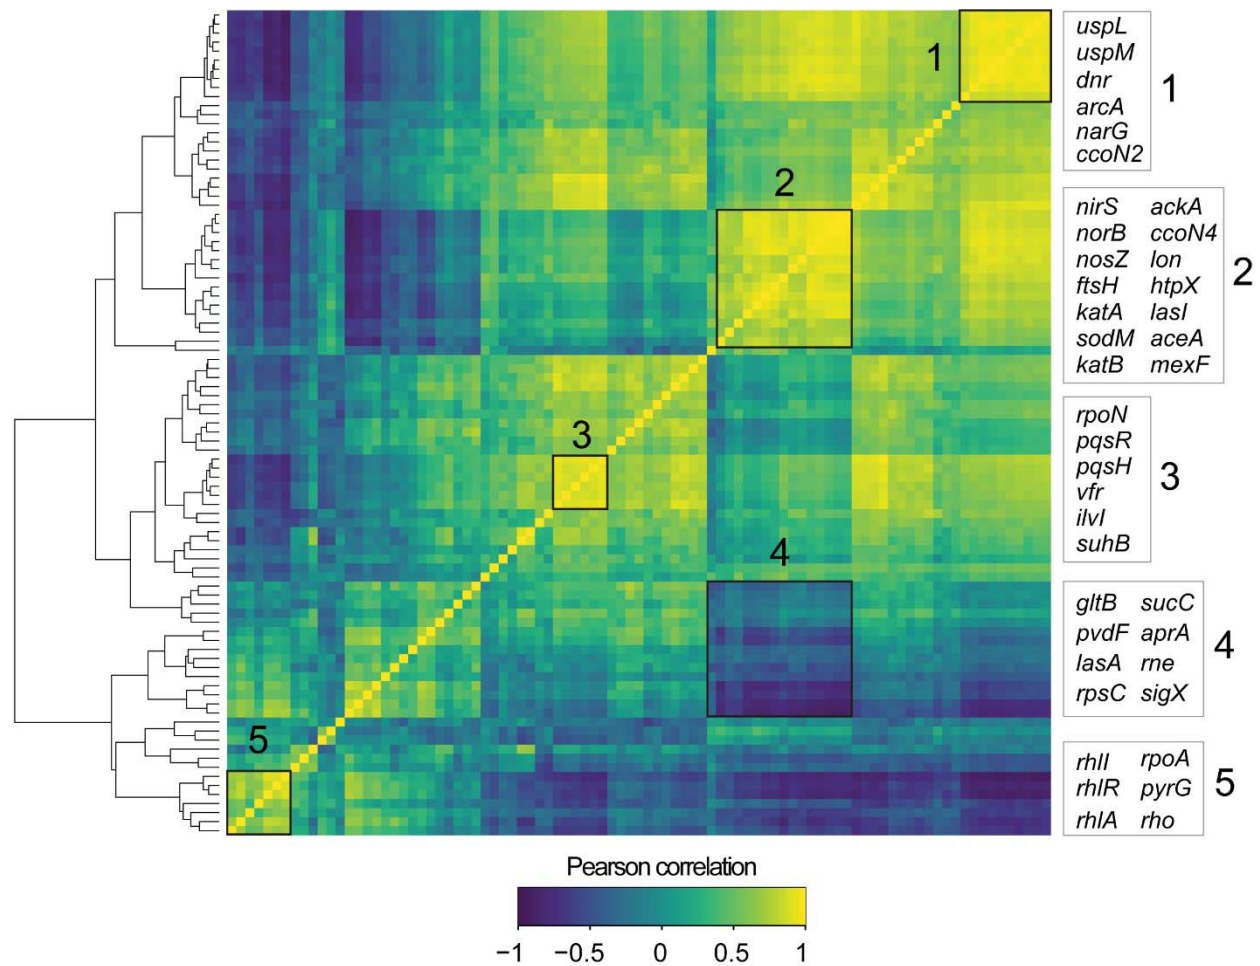 1
2
3
4
5
uspL
uspM
dnr
arcA
narG
ccoN2
1
nirS ackA
norB ccoN4
nosZ lon
ftsH htpX
katA lasI
sodM aceA
katB mexF
2
rpoN
pqsR
pqsH
vfr
ilvI
suhB
3
gltB sucC
pvdF aprA
lasA rne
rpsC sigX
4
rhlI rpoA
rhlR pyrG
rhlA rho
5
Pearson correlation
−1 −0.5 0 0.5 1